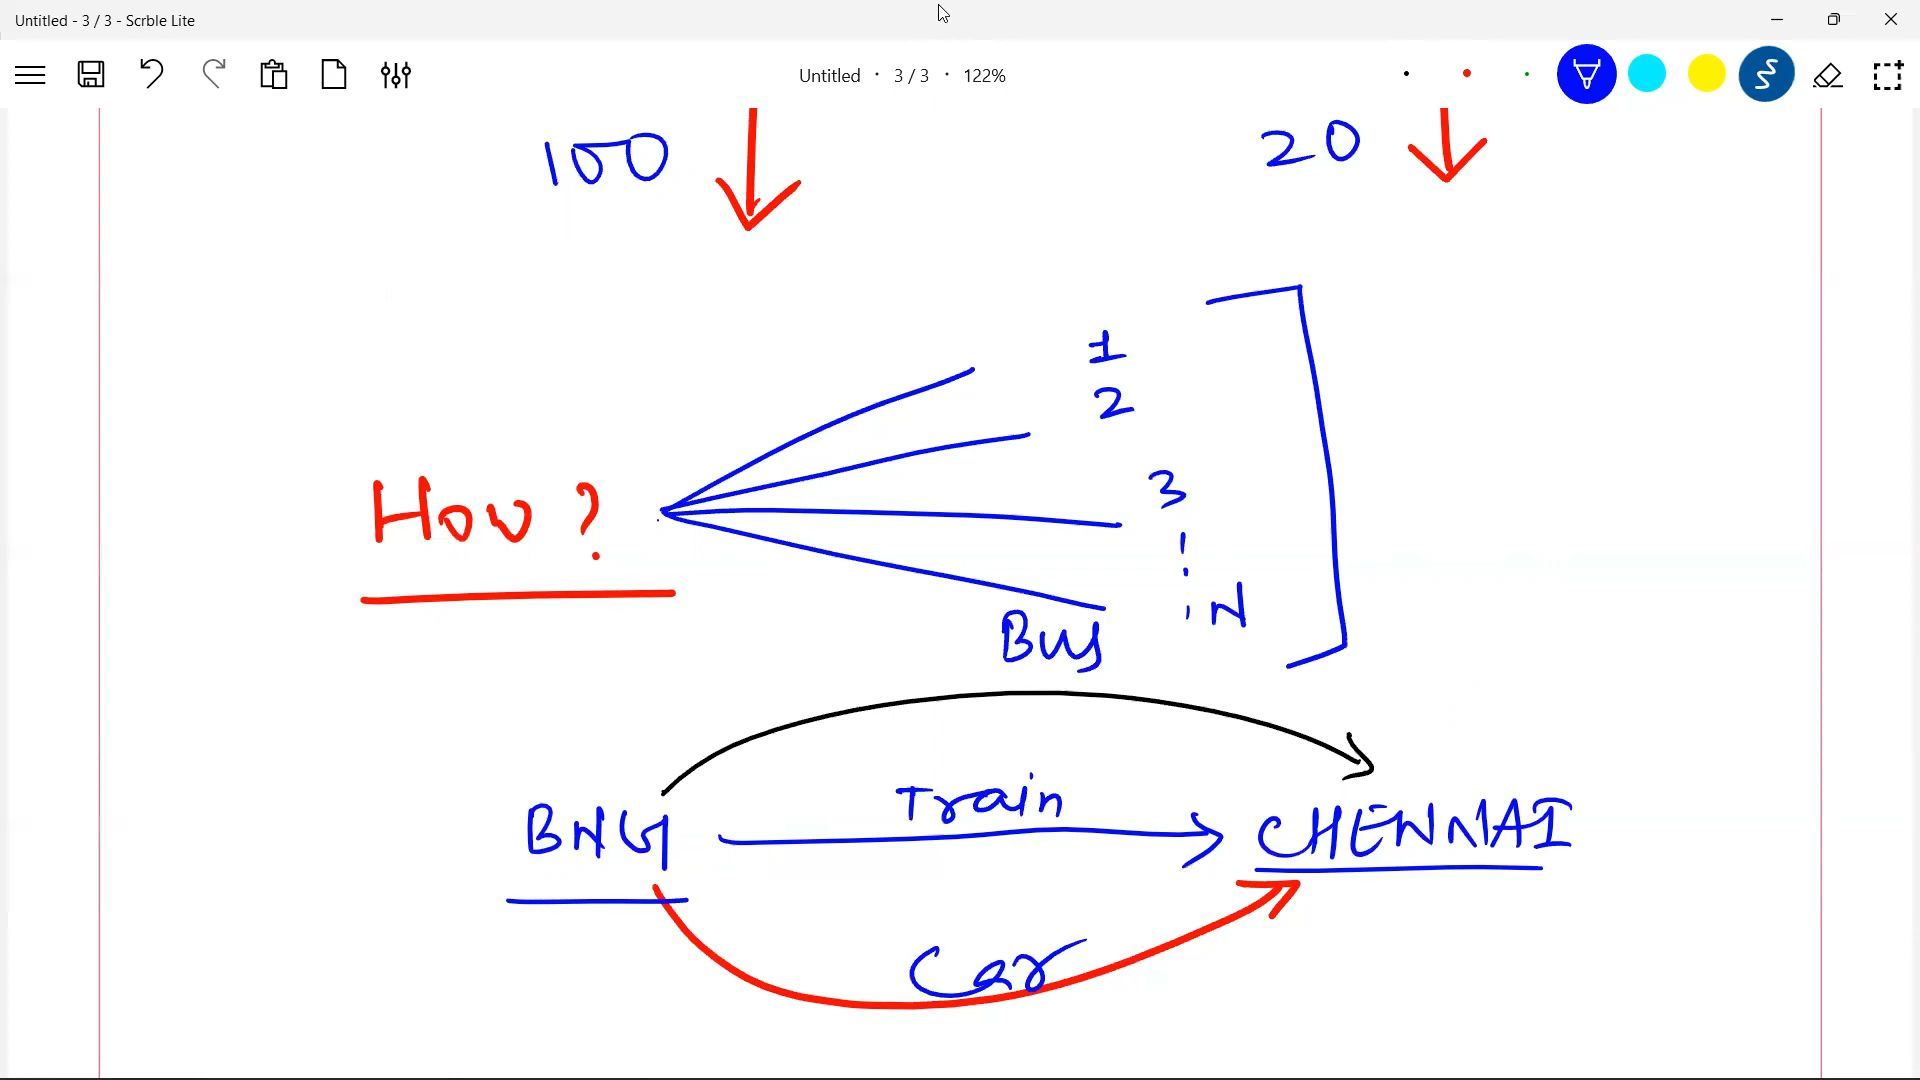 Untitled - 3 / 3 - Scrble Lite
Untitled · 3 / 3 · 122%
100
20
1
2
How ?
3
N
Bus
Train
BNG
CHENNAI
Car